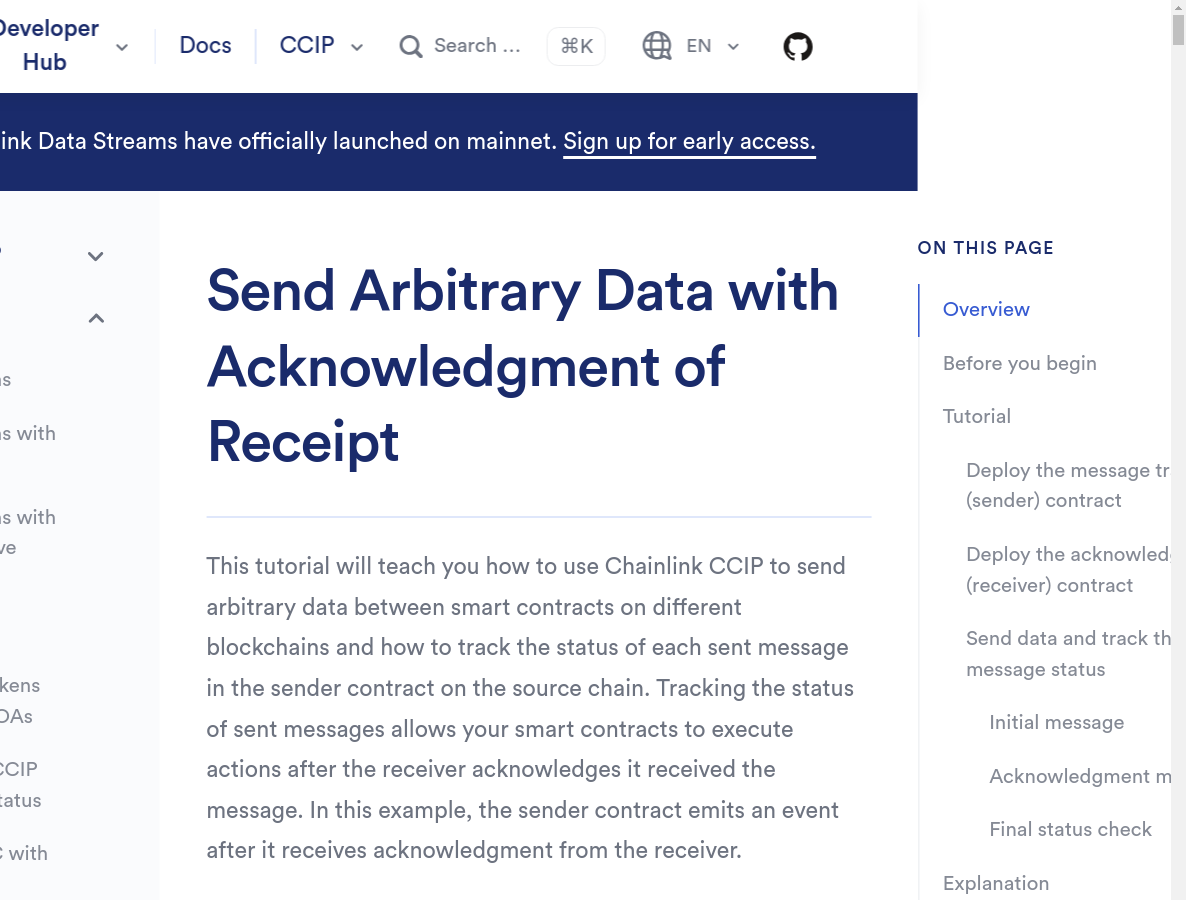 Developer
Hub
Docs
CCIP
Search ...
⌘K
EN
ink Data Streams have officially launched on mainnet. Sign up for early access.
s with
s with
kens
CCIP
with
Send Arbitrary Data with
Acknowledgment of
Receipt
This tutorial will teach you how to use Chainlink CCIP to send
arbitrary data between smart contracts on different
blockchains and how to track the status of each sent message
in the sender contract on the source chain. Tracking the status
of sent messages allows your smart contracts to execute
actions after the receiver acknowledges it received the
message. In this example, the sender contract emits an event
after it receives acknowledgment from the receiver.
ON THIS PAGE
Overview
Before you begin
Tutorial
Deploy the message tr
(sender) contract
Deploy the acknowled
(receiver) contract
Send data and track th
message status
Initial message
Acknowledgment m
Final status check
Explanation